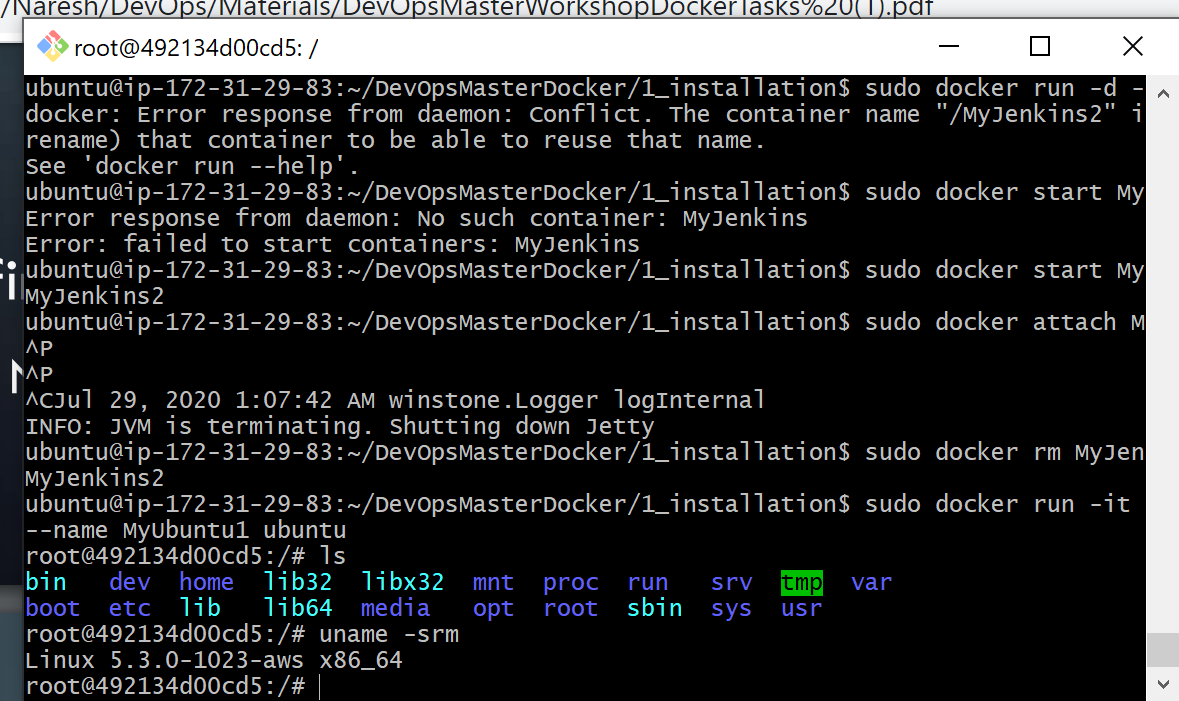 /Naresh/DevOps/Materials/DevOpsMasterWorkshopDockerTasks%20(1).pdf
root@492134d00cd5: /
ubuntu@ip-172-31-29-83:~/DevOpsMasterDocker/1_installation$ sudo docker run -d -
docker: Error response from daemon: Conflict. The container name "/MyJenkins2" i
rename) that container to be able to reuse that name.
See 'docker run --help'.
ubuntu@ip-172-31-29-83:~/DevOpsMasterDocker/1_installation$ sudo docker start My
Error response from daemon: No such container: MyJenkins
Error: failed to start containers: MyJenkins
ubuntu@ip-172-31-29-83:~/DevOpsMasterDocker/1_installation$ sudo docker start My
MyJenkins2
ubuntu@ip-172-31-29-83:~/DevOpsMasterDocker/1_installation$ sudo docker attach M
^P
^P
^CJul 29, 2020 1:07:42 AM winstone.Logger logInternal
INFO: JVM is terminating. Shutting down Jetty
ubuntu@ip-172-31-29-83:~/DevOpsMasterDocker/1_installation$ sudo docker rm MyJen
MyJenkins2
ubuntu@ip-172-31-29-83:~/DevOpsMasterDocker/1_installation$ sudo docker run -it
--name MyUbuntu1 ubuntu
root@492134d00cd5:/# ls
bin dev home lib32 libx32 mnt proc run srv tmp var
boot etc lib lib64 media opt root sbin sys usr
root@492134d00cd5:/# uname -srm
Linux 5.3.0-1023-aws x86_64
root@492134d00cd5:/#